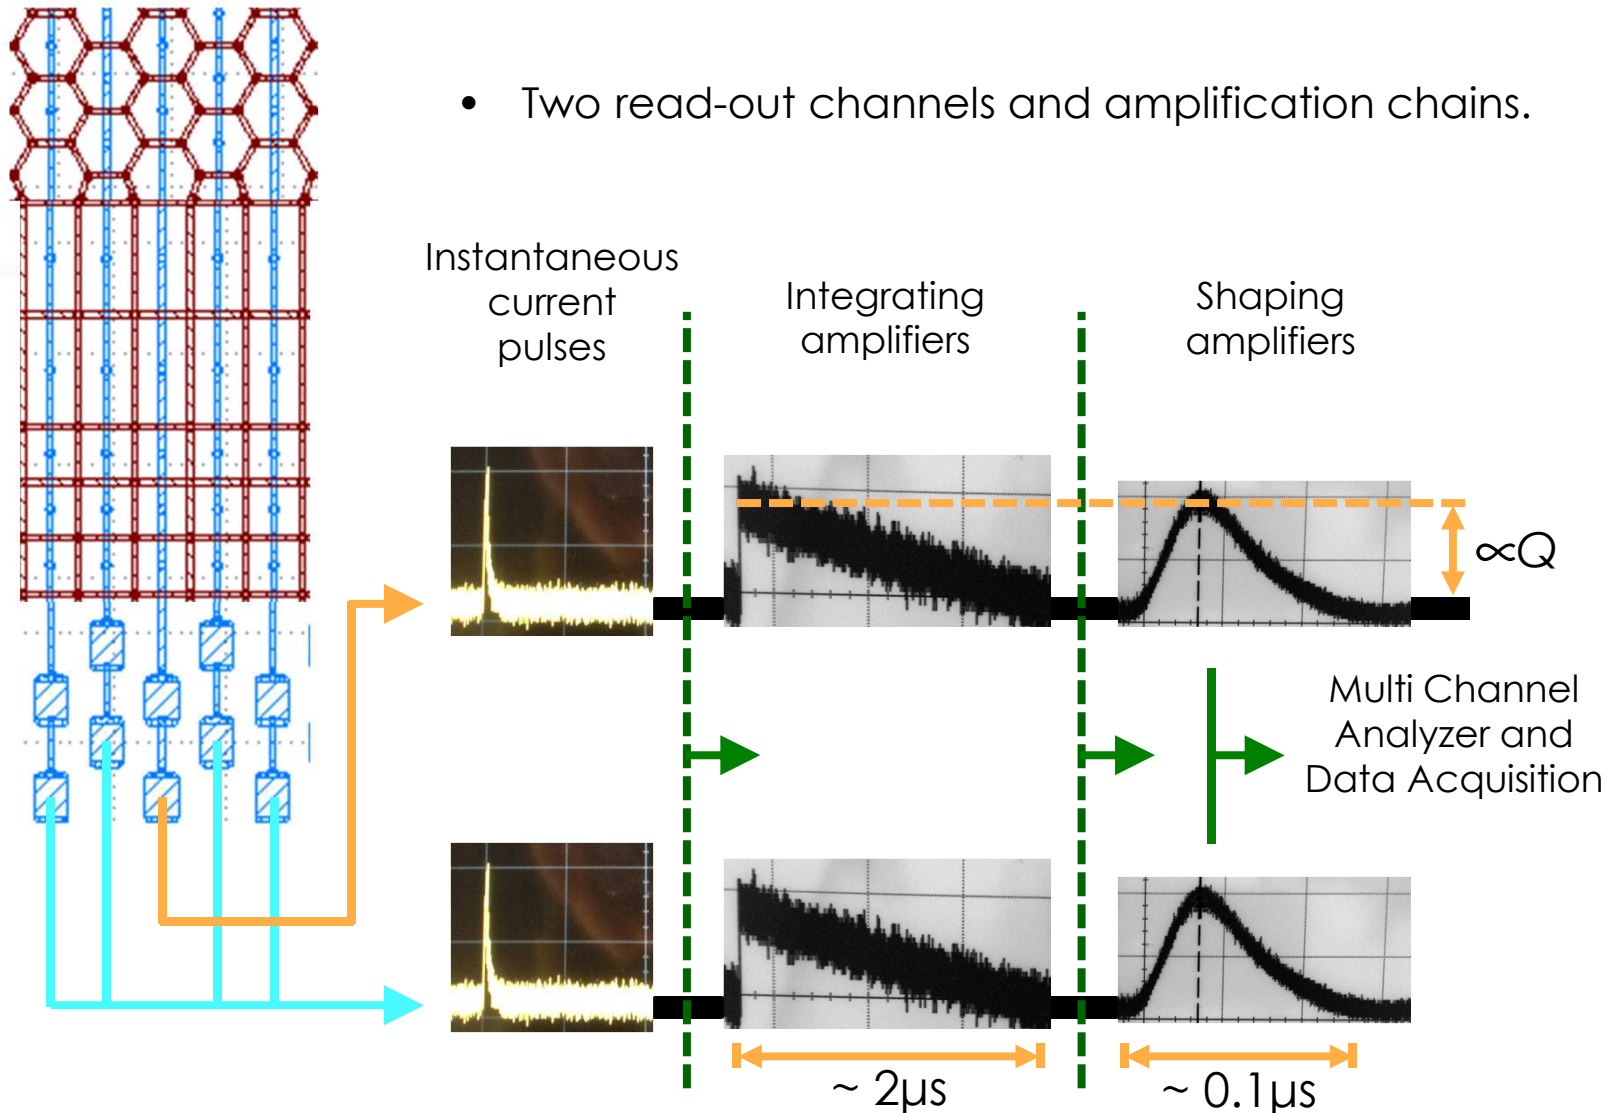 • Two read-out channels and amplification chains.
Instantaneous
current
pulses
Integrating
amplifiers
Shaping
amplifiers
∝Q
Multi Channel
Analyzer and
Data Acquisition
~ 2µs
~ 0.1µs